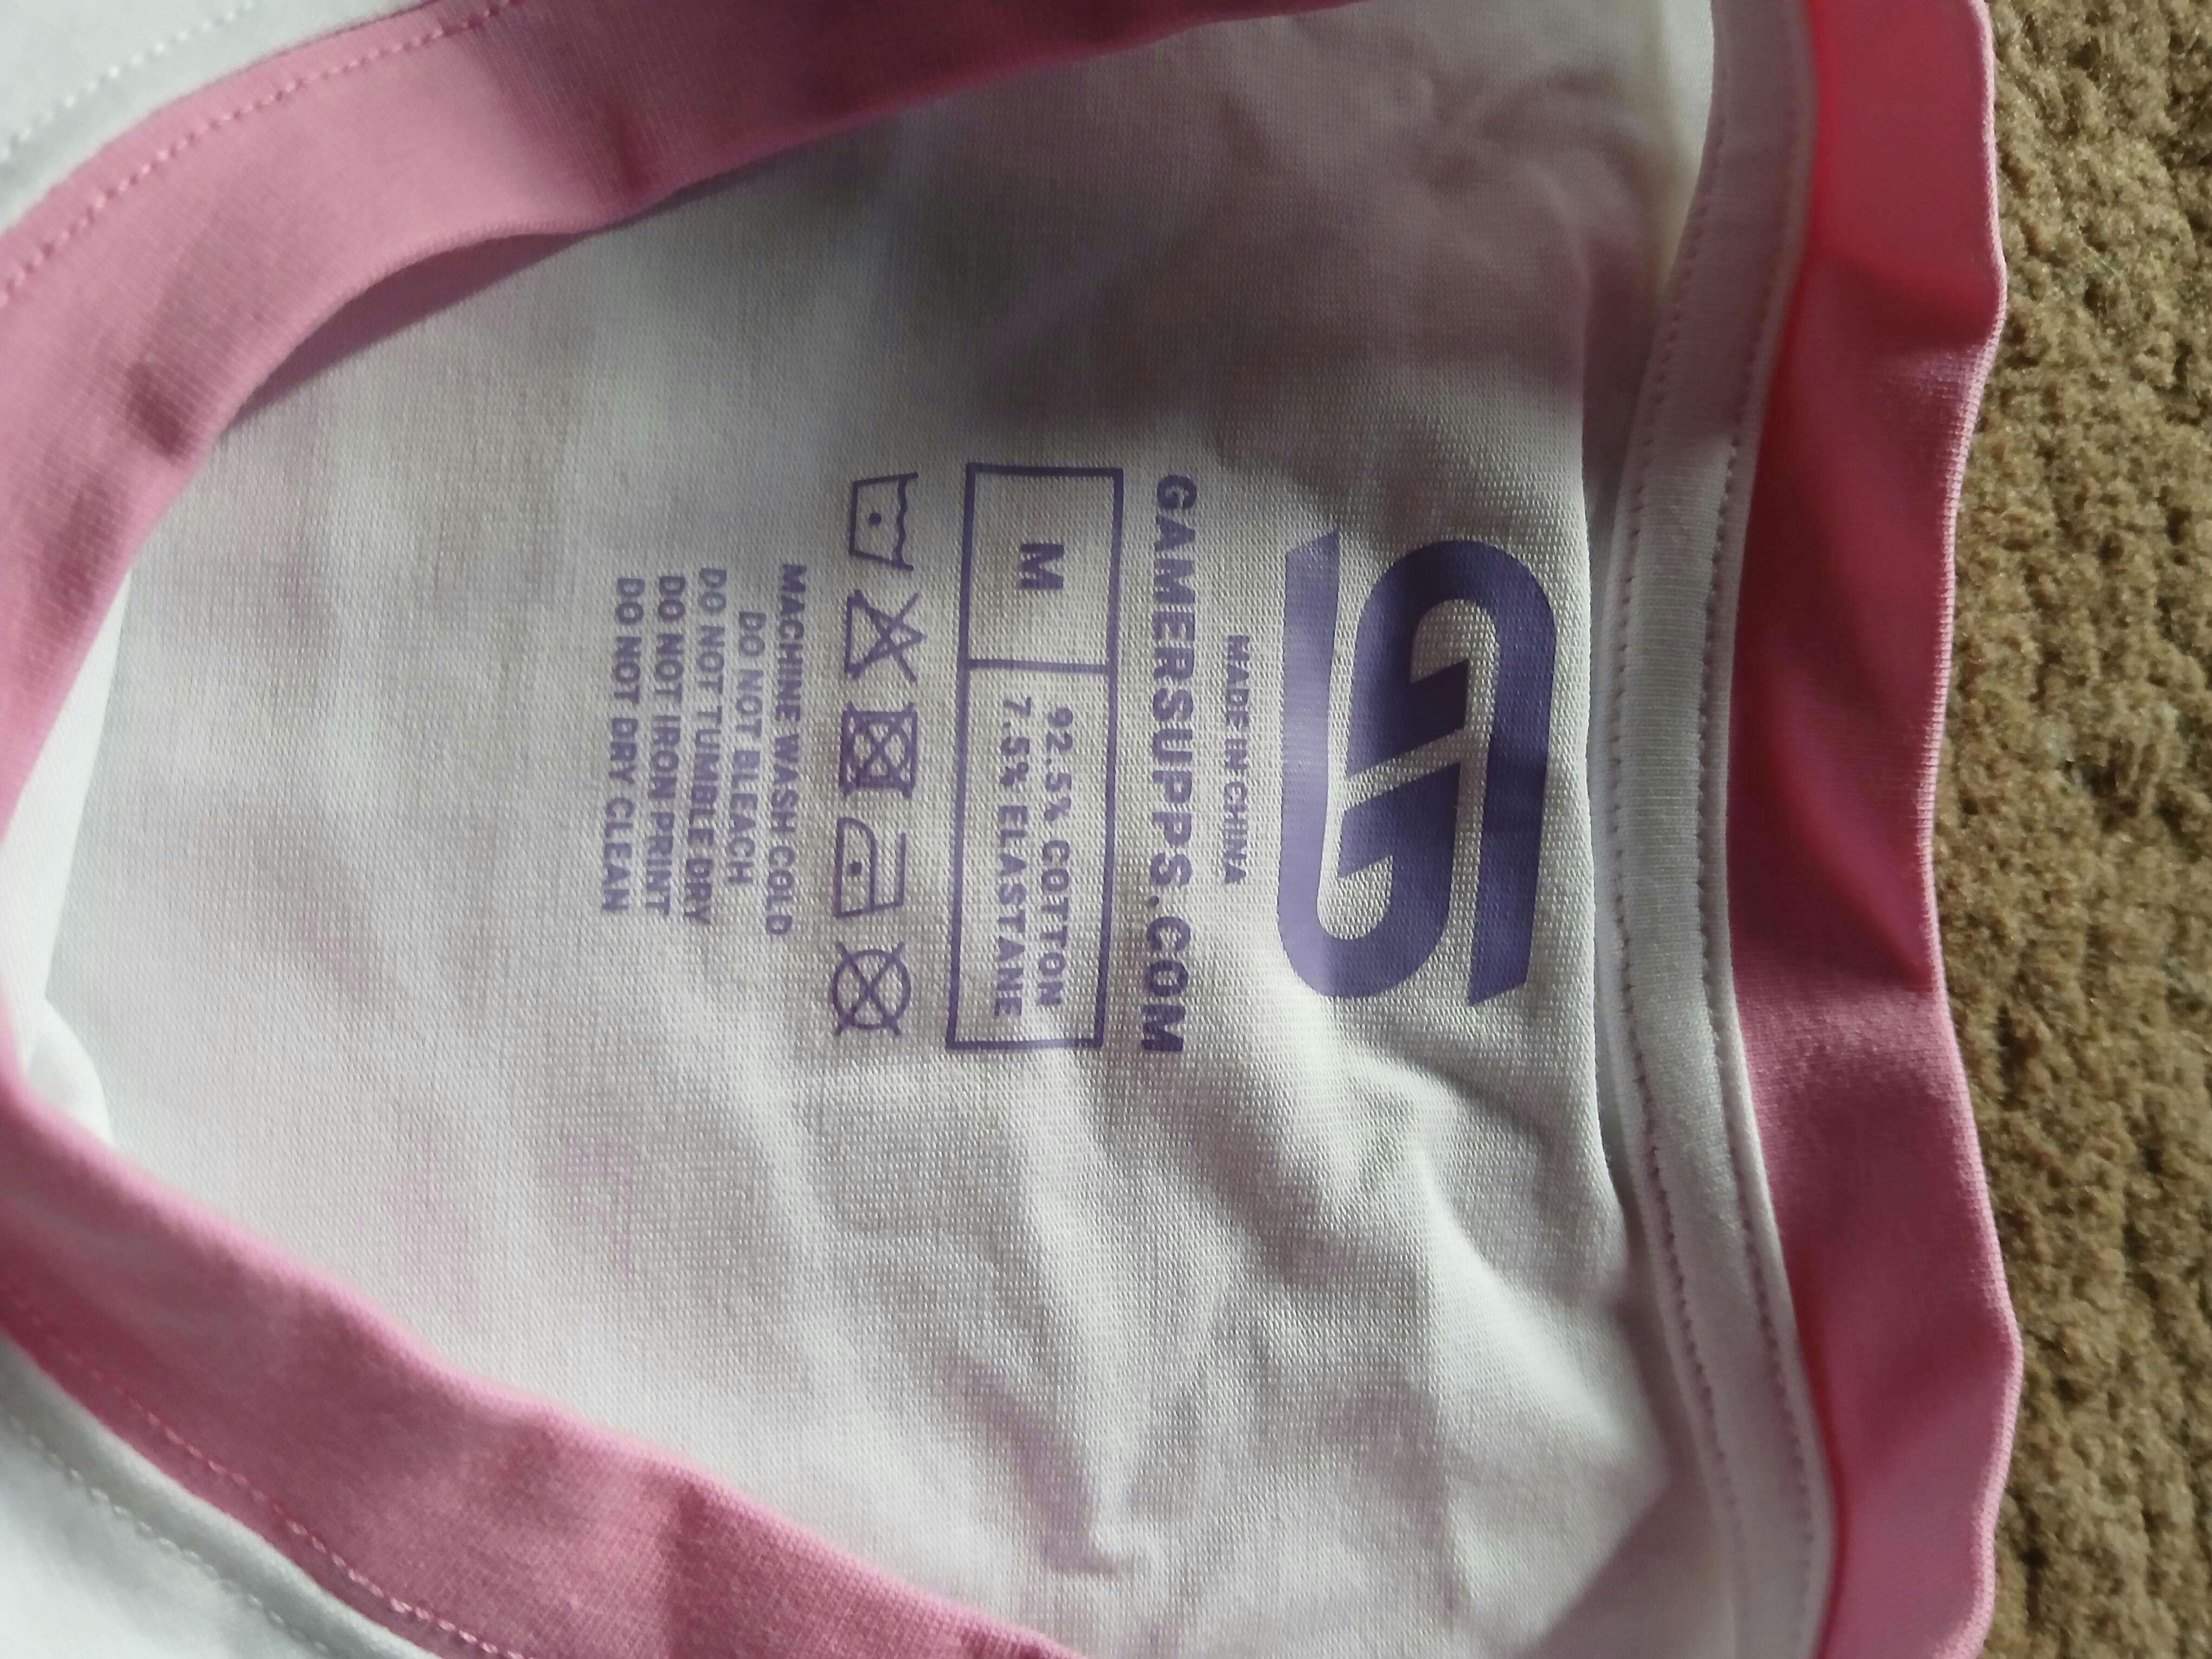 GG
MADE IN CHINA
GAMERSUPPS.COM
M
92.5% COTTON
7.5% ELASTANE
MACHINE WASH COLD
DO NOT BLEACH
DO NOT TUMBLE DRY
DO NOT IRON PRINT
DO NOT DRY CLEAN